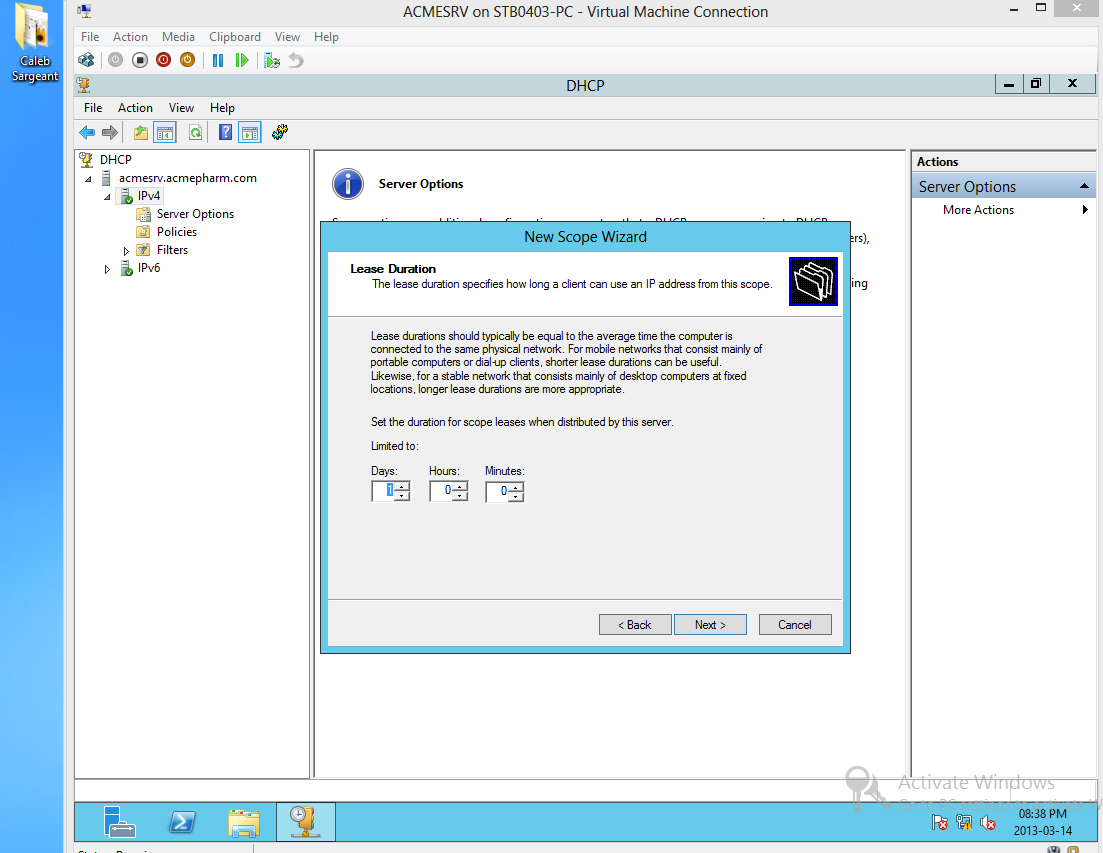 ACMESRV on STB0403-PC - Virtual Machine Connection
Caleb
Sargeant
File Action Media Clipboard View Help
DHCP
File Action View Help
DHCP
acmesrv.acmepharm.com
IPv4
Server Options
Policies
Filters
IPv6
Server Options
ers),
ing
New Scope Wizard
Lease Duration
The lease duration specifies how long a client can use an IP address from this scope.
Lease durations should typically be equal to the average time the computer is
connected to the same physical network. For mobile networks that consist mainly of
portable computers or dial-up clients, shorter lease durations can be useful.
Likewise, for a stable network that consists mainly of desktop computers at fixed
locations, longer lease durations are more appropriate.
Set the duration for scope leases when distributed by this server.
Limited to:
Days: Hours: Minutes:
1 0 0
< Back Next > Cancel
Actions
Server Options
More Actions
Activate Windows
08:38 PM
2013-03-14